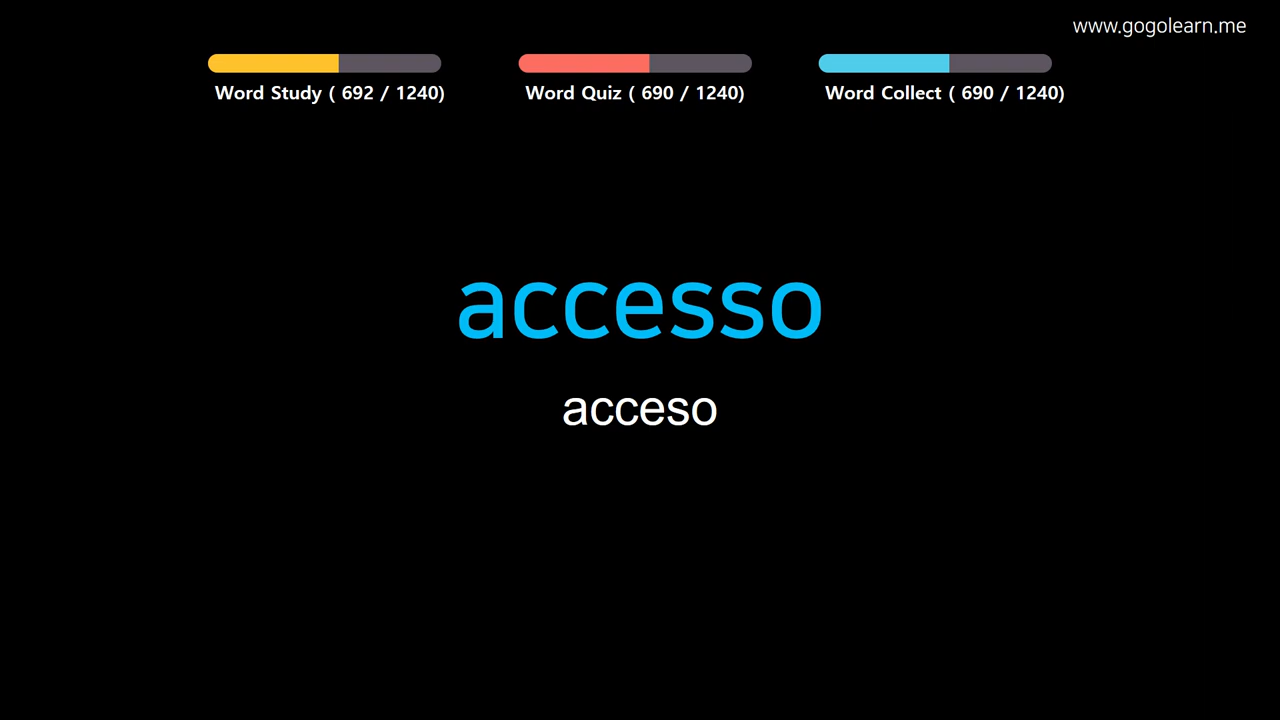 www.gogolearn.me
Word Study ( 692 / 1240)
Word Quiz ( 690 / 1240)
Word Collect ( 690 / 1240)
accesso
acceso